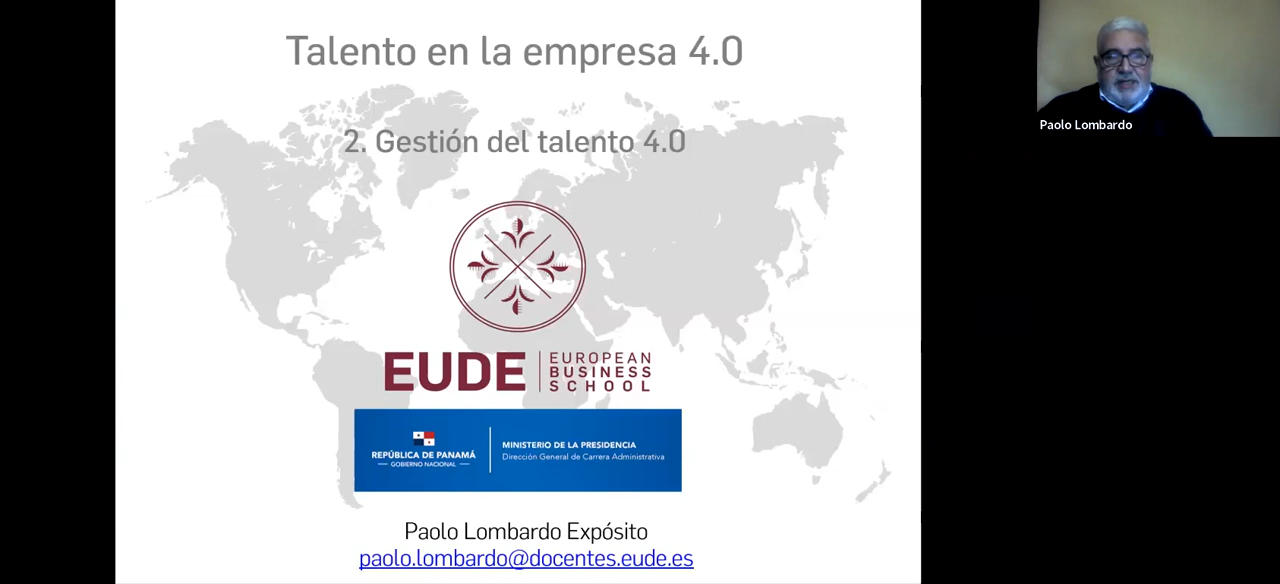 Talento en la empresa 4.0
2. Gestión del talento 4.0
EUDE
EUROPEAN
BUSINESS
SCHOOL
REPÚBLICA DE PANAMÁ
— GOBIERNO NACIONAL —
MINISTERIO DE LA PRESIDENCIA
Dirección General de Carrera Administrativa
Paolo Lombardo Expósito
paolo.lombardo@docentes.eude.es
Paolo Lombardo